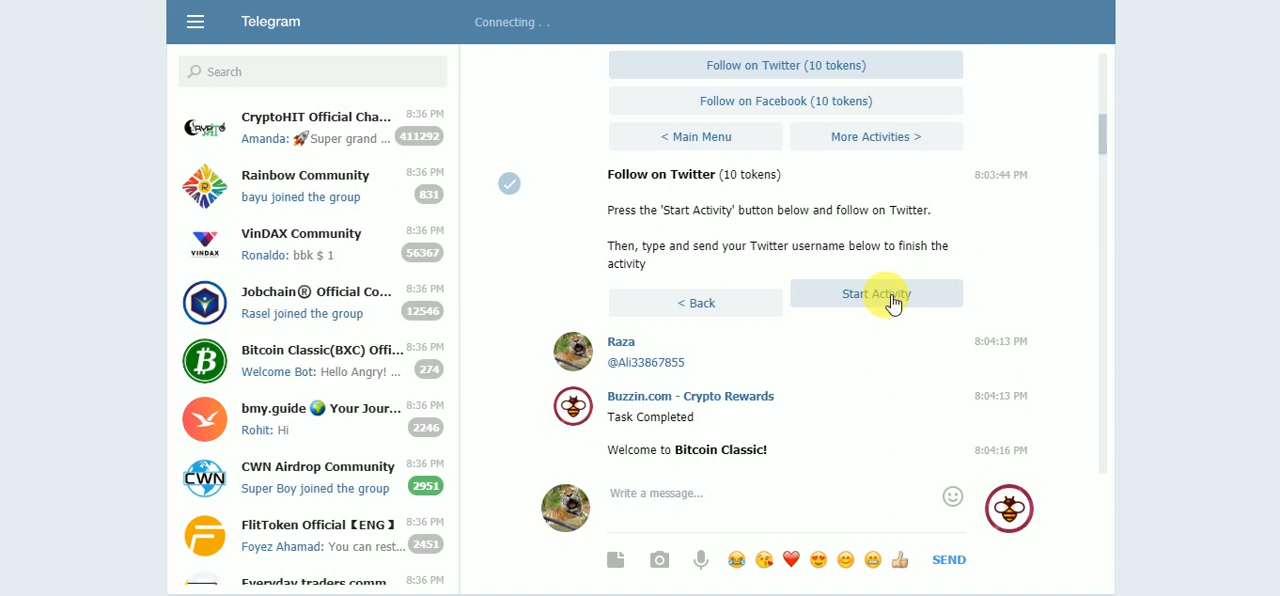 Telegram
Connecting . .
Search
CryptoHIT Official Cha... 8:36 PM
Amanda: 🚀Super grand ... 411292
Rainbow Community 8:36 PM
bayu joined the group 831
VinDAX Community 8:36 PM
Ronaldo: bbk $ 1 56367
VINDAX
Jobchain® Official Co... 8:36 PM
Rasel joined the group 12546
Bitcoin Classic(BXC) Offi... 8:36 PM
Welcome Bot: Hello Angry! ... 274
bmy.guide 🌍 Your Jour... 8:36 PM
Rohit: Hi 2246
CWN Airdrop Community 8:36 PM
Super Boy joined the group 2951
CWN
FlitToken Official【ENG】 8:36 PM
Foyez Ahamad: You can rest... 2451
Everyday traders comm... 8:36 PM
Follow on Twitter (10 tokens)
Follow on Facebook (10 tokens)
< Main Menu More Activities >
Follow on Twitter (10 tokens) 8:03:44 PM
Press the 'Start Activity' button below and follow on Twitter.
Then, type and send your Twitter username below to finish the
activity
< Back Start Activity
Raza 8:04:13 PM
@Ali33867855
Buzzin.com - Crypto Rewards 8:04:13 PM
Task Completed
Welcome to Bitcoin Classic! 8:04:16 PM
Write a message...
SEND